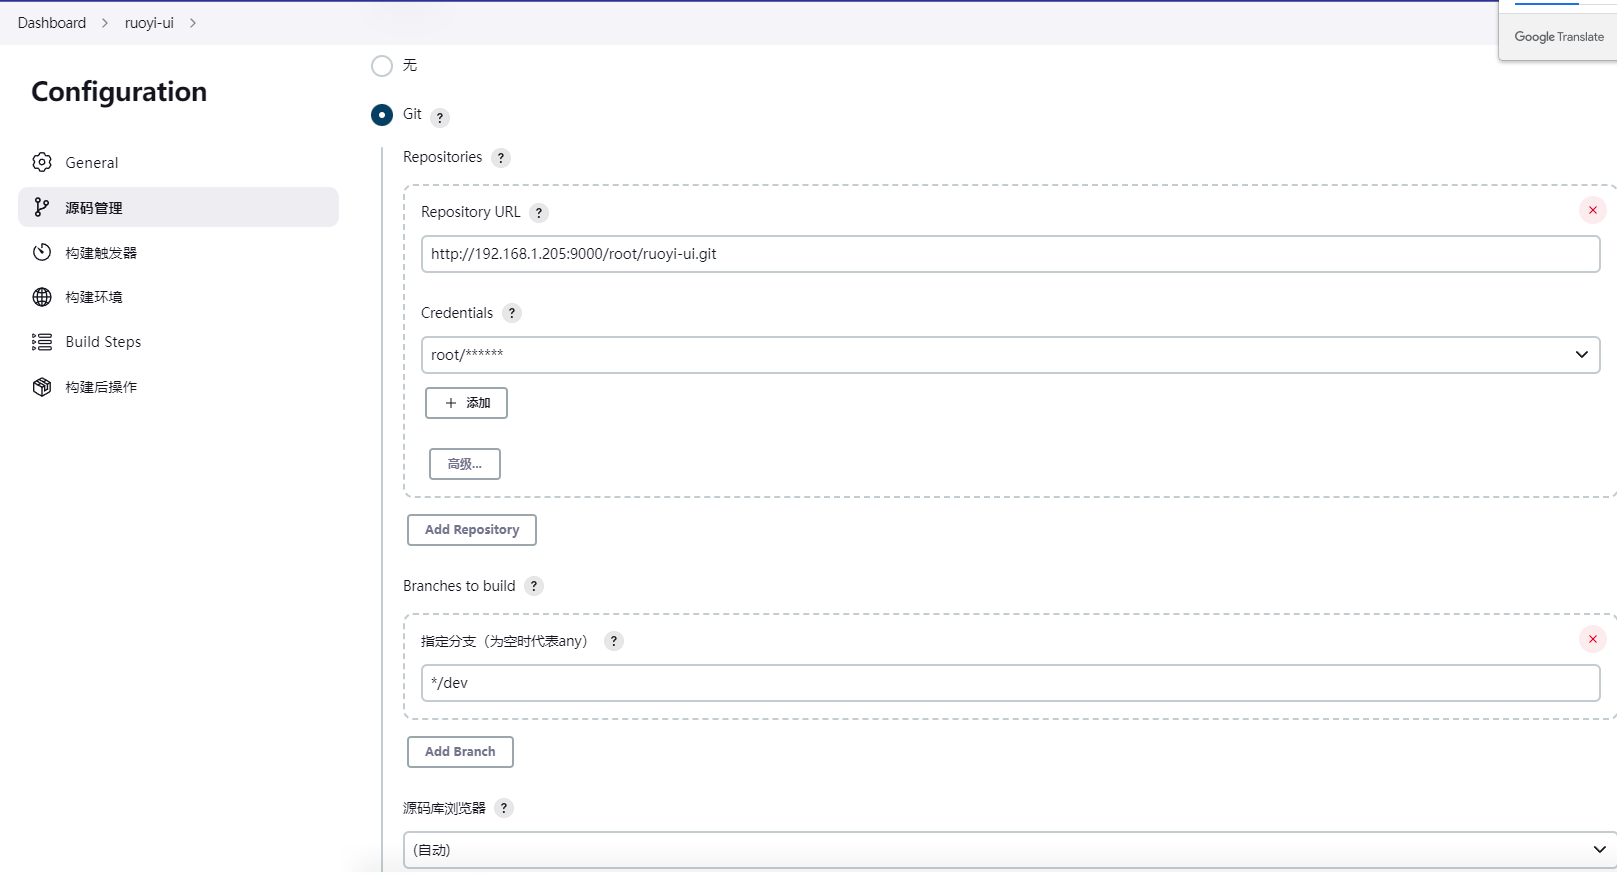 Dashboard > ruoyi-ui >
Google Translate
Configuration
General
源码管理
构建触发器
构建环境
Build Steps
构建后操作
无
Git ?
Repositories ?
Repository URL ?
http://192.168.1.205:9000/root/ruoyi-ui.git
Credentials ?
root/******
+ 添加
高级...
Add Repository
Branches to build ?
指定分支（为空时代表any） ?
*/dev
Add Branch
源码库浏览器 ?
(自动)